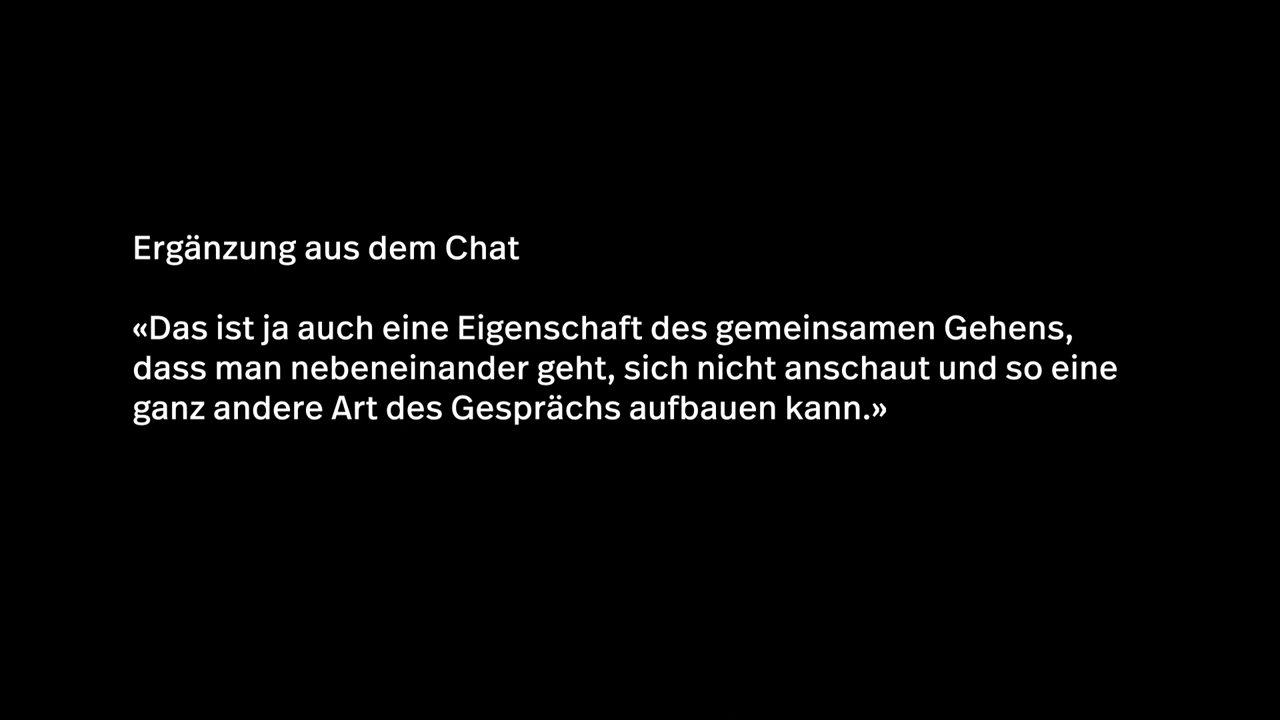 Ergänzung aus dem Chat
«Das ist ja auch eine Eigenschaft des gemeinsamen Gehens,
dass man nebeneinander geht, sich nicht anschaut und so eine
ganz andere Art des Gesprächs aufbauen kann.»